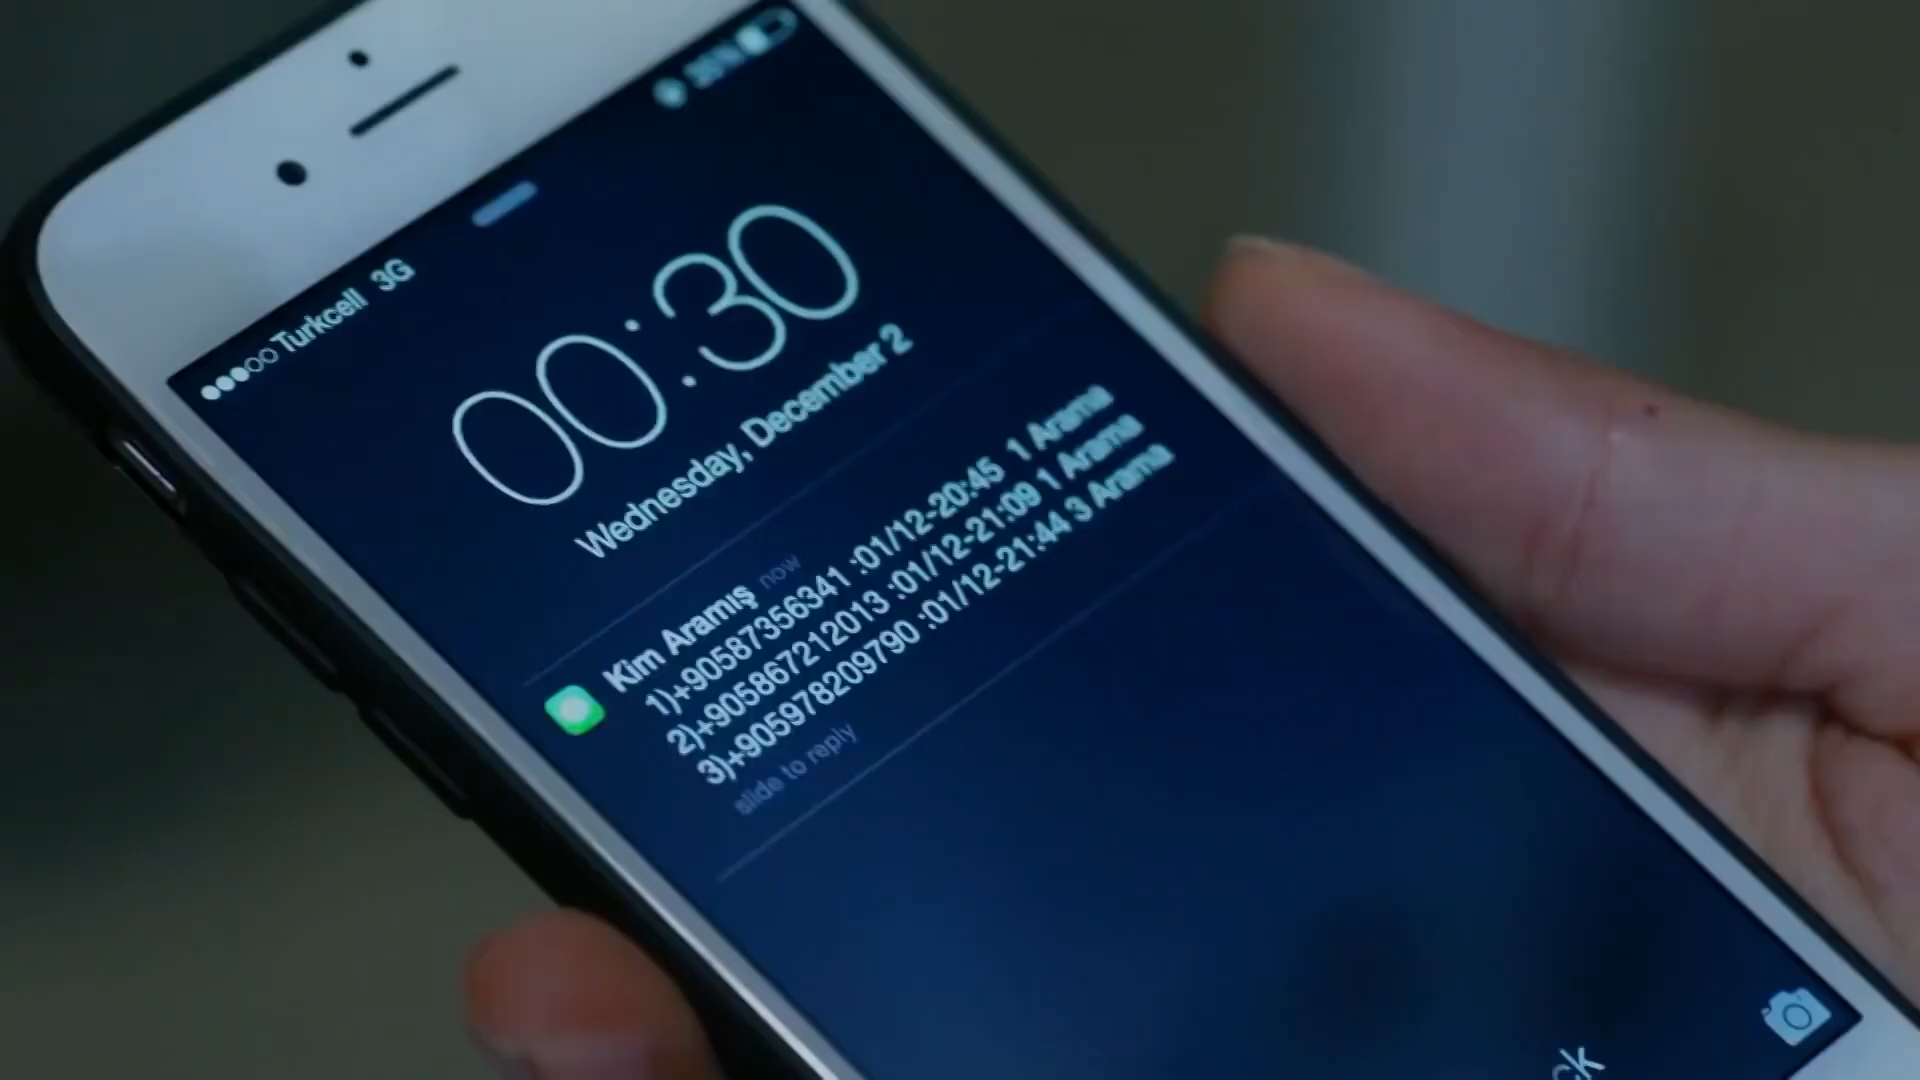 Turkcell 3G
00:30
Wednesday, December 2
Kim Aramış now
1)+905873563​41 :01/12-20:45 1 Arama
2)+905867212013 :01/12-21:09 1 Arama
3)+905978209790 :01/12-21:44 3 Arama
slide to reply
ck